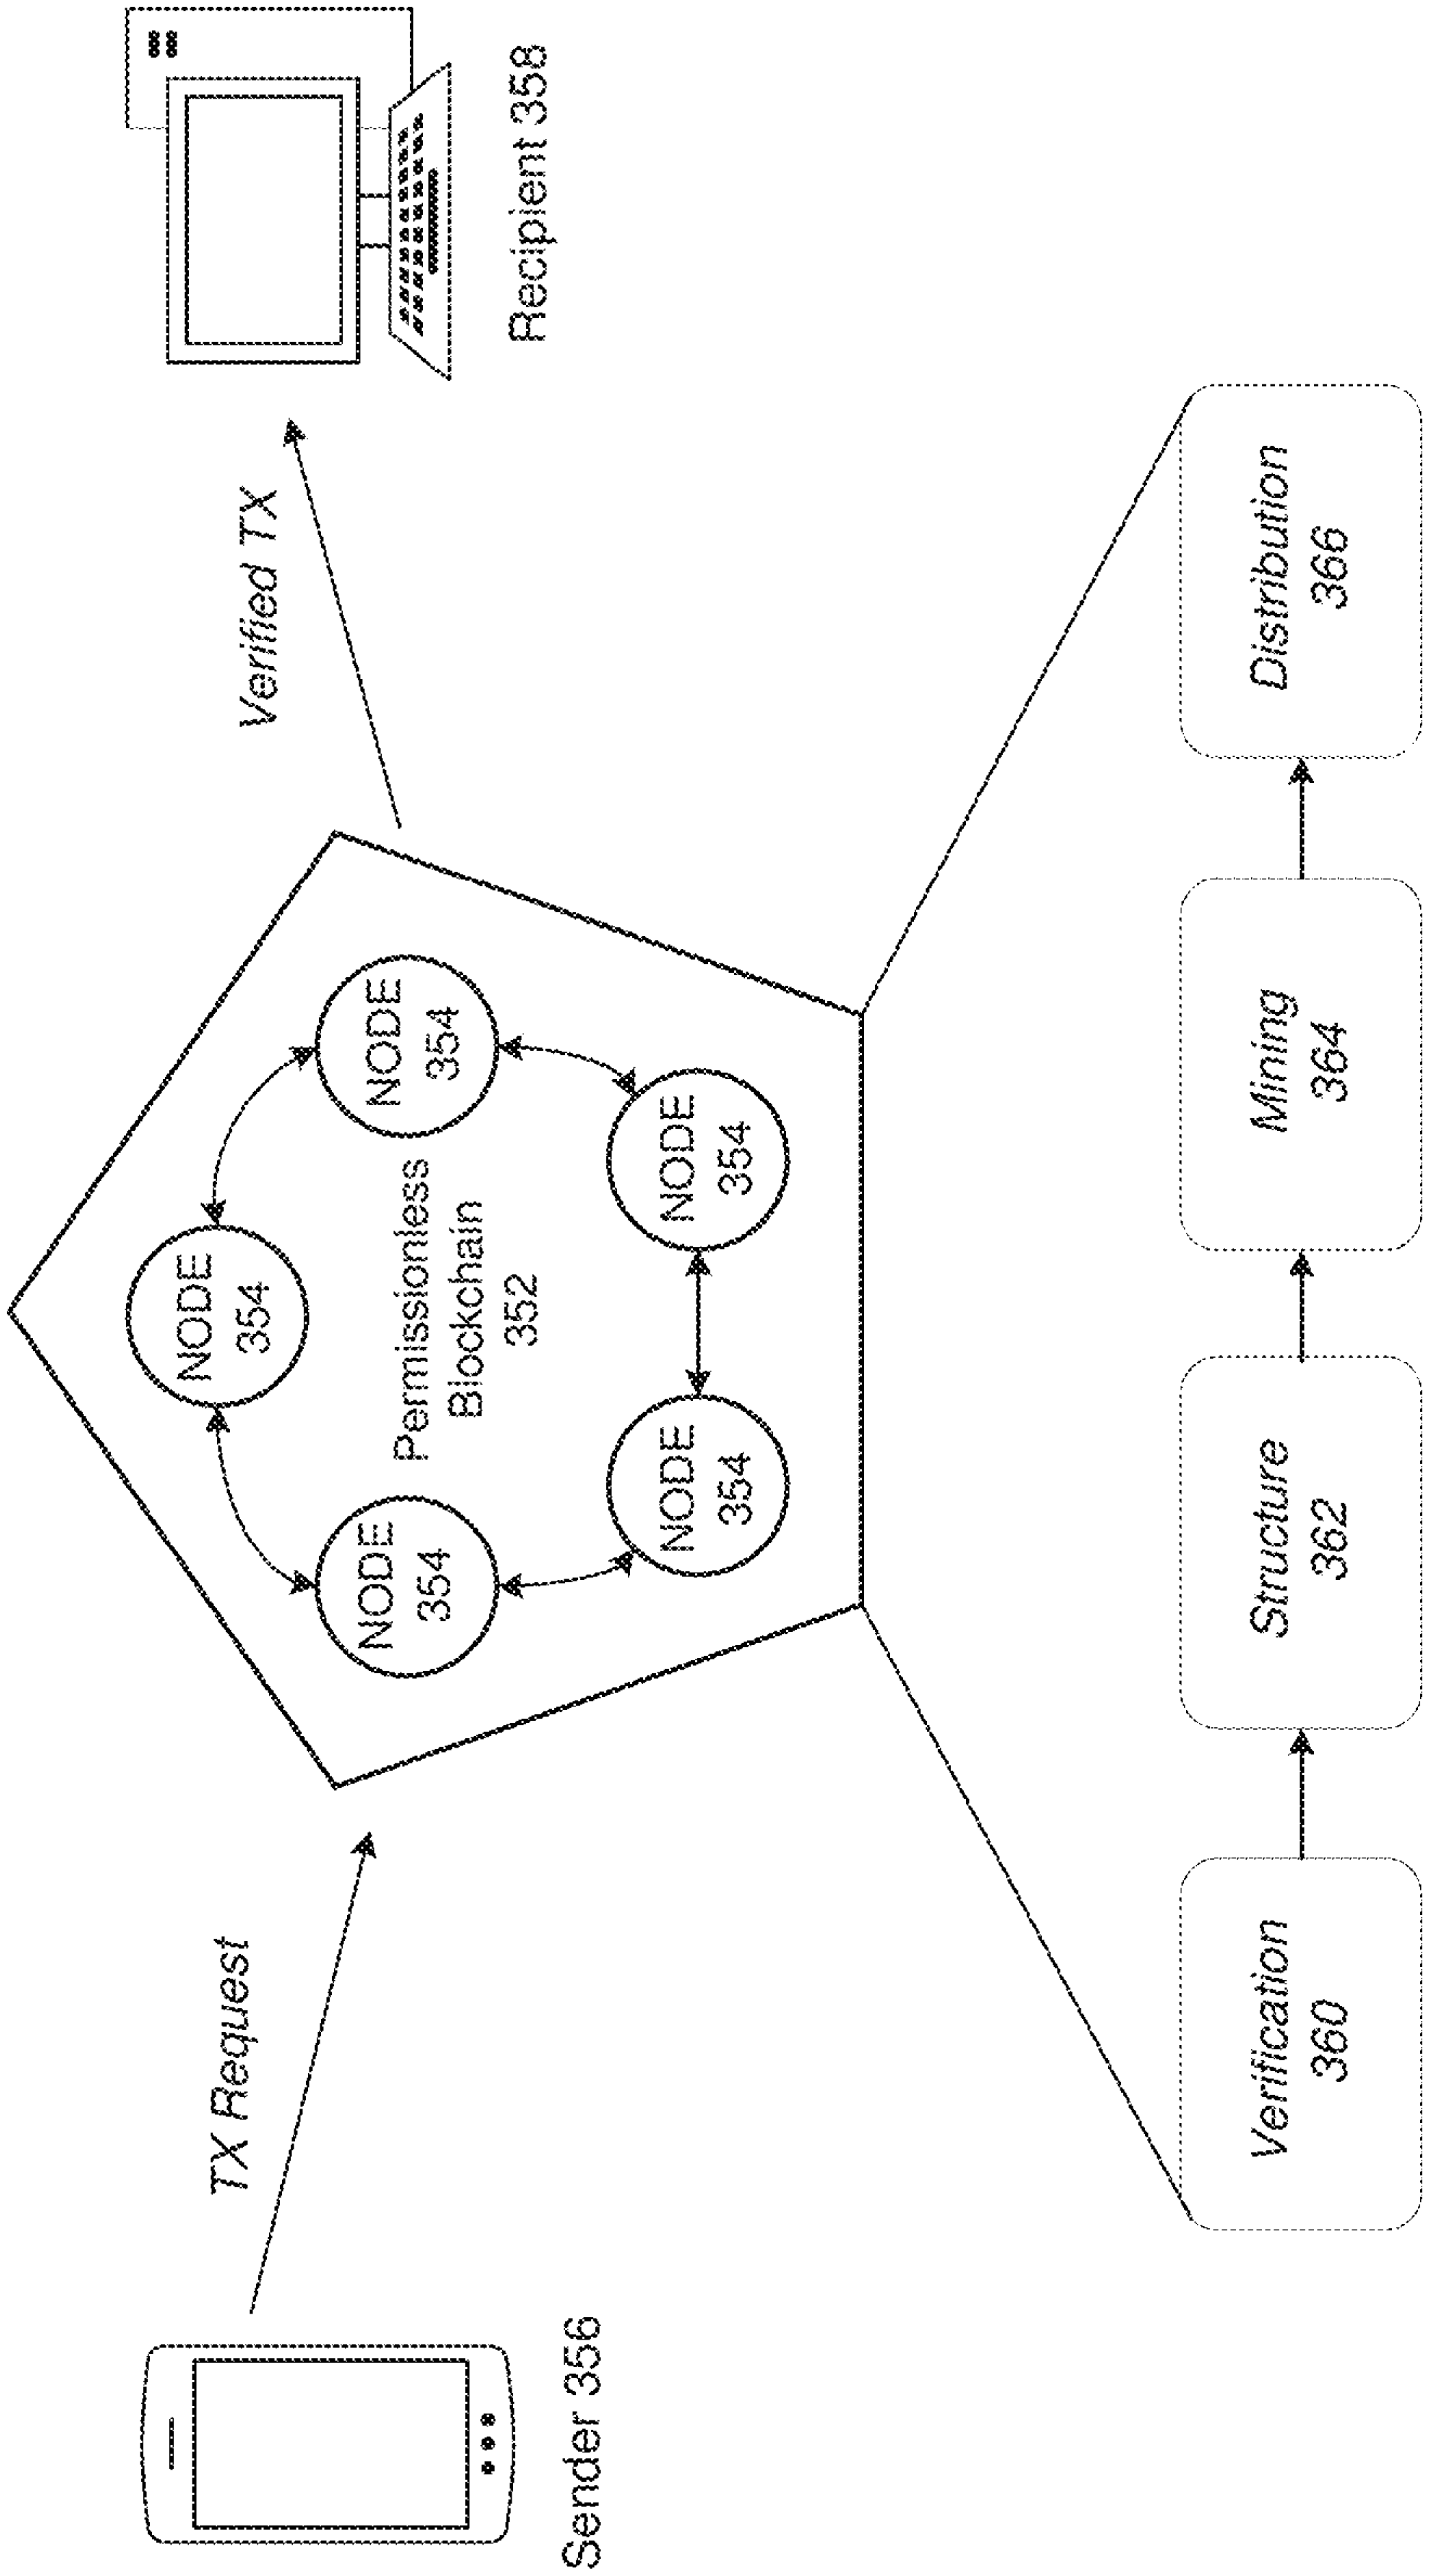 TX Request
Verified TX
Sender 356
Recipient 358
NODE
354
NODE
354
NODE
354
Permissionless
Blockchain
352
NODE
354
NODE
354
Verification
360
Structure
362
Mining
364
Distribution
366